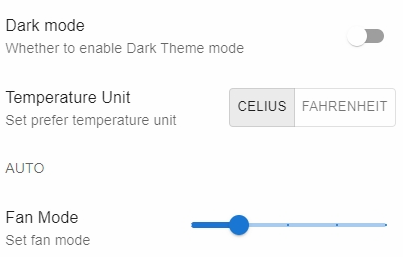 Dark mode
Whether to enable Dark Theme mode
Temperature Unit
CELIUS FAHRENHEIT
Set prefer temperature unit
AUTO
Fan Mode
Set fan mode